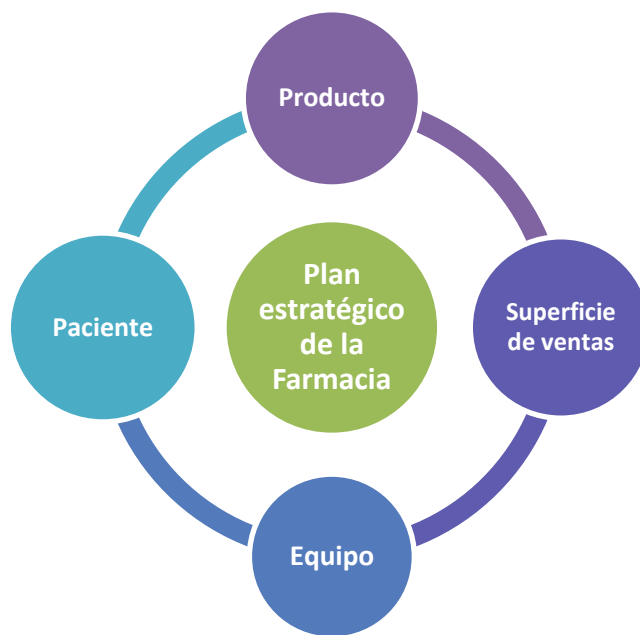 Producto
Plan
estratégico
de la
Farmacia
Superficie
de ventas
Paciente
Equipo